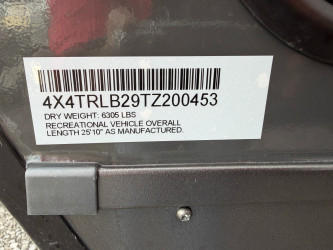 4X4TRLB29TZ200453
DRY WEIGHT: 6305 LBS
RECREATIONAL VEHICLE OVERALL
LENGTH 25'10" AS MANUFACTURED.